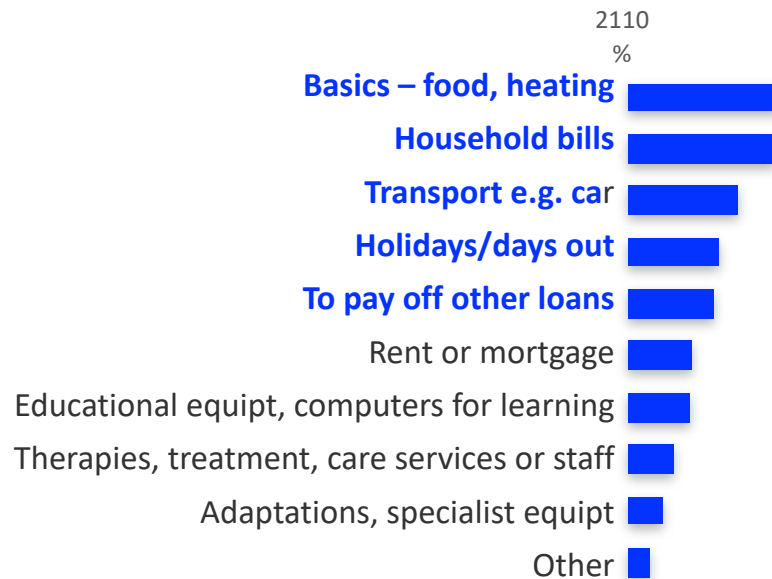 2110
%
Basics – food, heating
Household bills
Transport e.g. car
Holidays/days out
To pay off other loans
Rent or mortgage
Educational equipt, computers for learning
Therapies, treatment, care services or staff
Adaptations, specialist equipt
Other